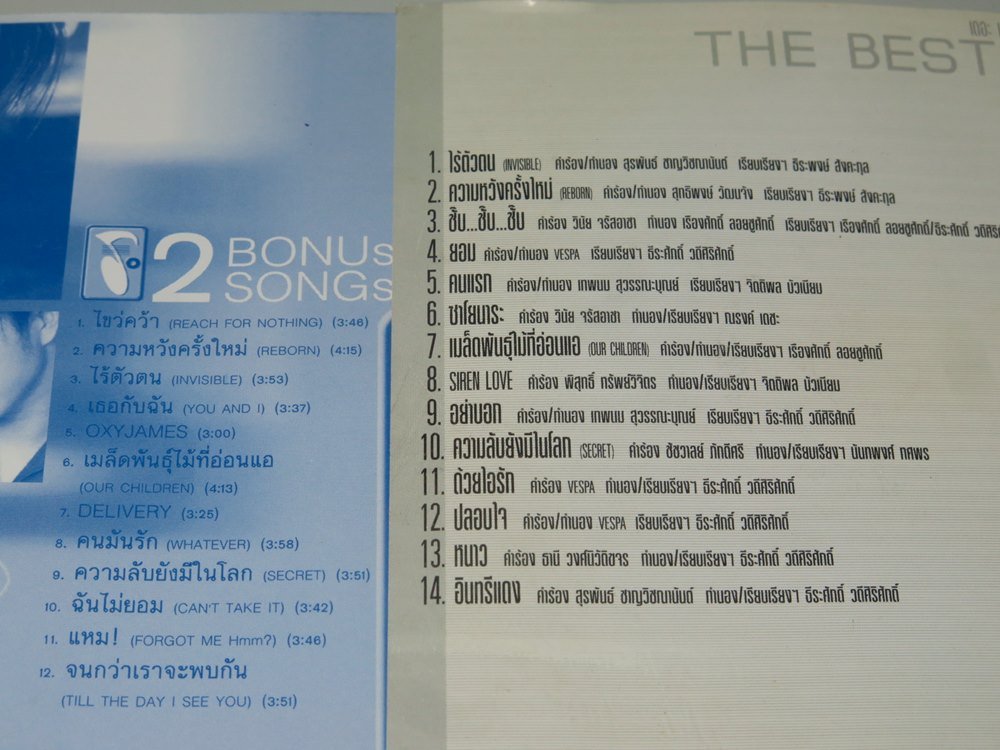 2 BONUS SONGS
1. ไขว่คว้า (REACH FOR NOTHING) (3:46)
2. ความหวังครั้งใหม่ (REBORN) (4:15)
3. ไร้ตัวตน (INVISIBLE) (3:53)
4. เธอกับฉัน (YOU AND I) (3:37)
5. OXYJAMES (3:00)
6. เมล็ดพันธุ์ไม้ที่อ่อนแอ
(OUR CHILDREN) (4:13)
7. DELIVERY (3:25)
8. คนมันรัก (WHATEVER) (3:58)
9. ความลับยังมีในโลก (SECRET) (3:51)
10. ฉันไม่ยอม (CAN'T TAKE IT) (3:42)
11. แหม! (FORGOT ME Hmm?) (3:46)
12. จนกว่าเราจะพบกัน
(TILL THE DAY I SEE YOU) (3:51)
เดอะ
THE BEST
1. ไร้ตัวตน (INVISIBLE) คำร้อง/ทำนอง สุรพันธ์ ชาญวิชญานันต์ เรียบเรียงฯ ธีระพงษ์ สังคะกุล
2. ความหวังครั้งใหม่ (REBORN) คำร้อง/ทำนอง สุทธิพงษ์ วัฒนจัง เรียบเรียงฯ ธีระพงษ์ สังคะกุล
3. ชิ้บ...ชิ้บ...ชิ้บ คำร้อง วินัย จรัสอาชา ทำนอง เรืองศักดิ์ ลอยชูศักดิ์ เรียบเรียงฯ เรืองศักดิ์ ลอยชูศักดิ์/ธีระศักดิ์ วดีศิริ
4. ยอม คำร้อง/ทำนอง VESPA เรียบเรียงฯ ธีระศักดิ์ วดีศิริศักดิ์
5. คนแรก คำร้อง/ทำนอง เทพนม สุวรรณะบุณย์ เรียบเรียงฯ จิตติพล บัวเนียม
6. ซาโยนาระ คำร้อง วินัย จรัสอาชา ทำนอง/เรียบเรียงฯ ณรงค์ เดชะ
7. เมล็ดพันธุ์ไม้ที่อ่อนแอ (OUR CHILDREN) คำร้อง/ทำนอง/เรียบเรียงฯ เรืองศักดิ์ ลอยชูศักดิ์
8. SIREN LOVE คำร้อง พิสุทธิ์ ทรัพย์วิจิตร ทำนอง/เรียบเรียงฯ จิตติพล บัวเนียม
9. อย่าบอก คำร้อง/ทำนอง เทพนม สุวรรณะบุณย์ เรียบเรียงฯ ธีระศักดิ์ วดีศิริศักดิ์
10. ความลับยังมีในโลก (SECRET) คำร้อง ชัชวาลย์ ภักดีศรี ทำนอง/เรียบเรียงฯ นันทพงศ์ ทศพร
11. ด้วยไอรัก คำร้อง VESPA ทำนอง/เรียบเรียงฯ ธีระศักดิ์ วดีศิริศักดิ์
12. ปลอบใจ คำร้อง/ทำนอง VESPA เรียบเรียงฯ ธีระศักดิ์ วดีศิริศักดิ์
13. หนาว คำร้อง ธานี วงศ์นิวัติขจร ทำนอง/เรียบเรียงฯ ธีระศักดิ์ วดีศิริศักดิ์
14. อินทรีแดง คำร้อง สุรพันธ์ ชาญวิชญานันต์ ทำนอง/เรียบเรียงฯ ธีระศักดิ์ วดีศิริศักดิ์